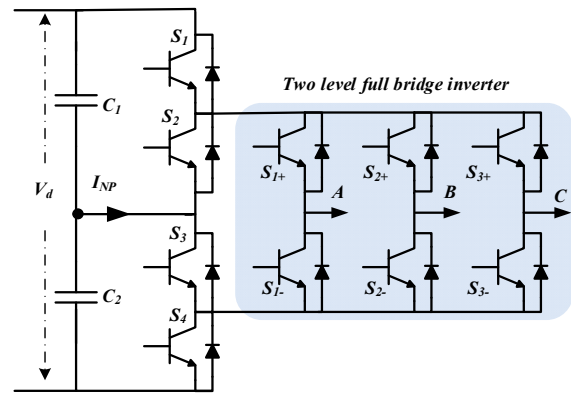 S1
Two level full bridge inverter
C1
S2
S1+
S2+
S3+
Vd
INP
A
B
C
S3
C2
S4
S1-
S2-
S3-